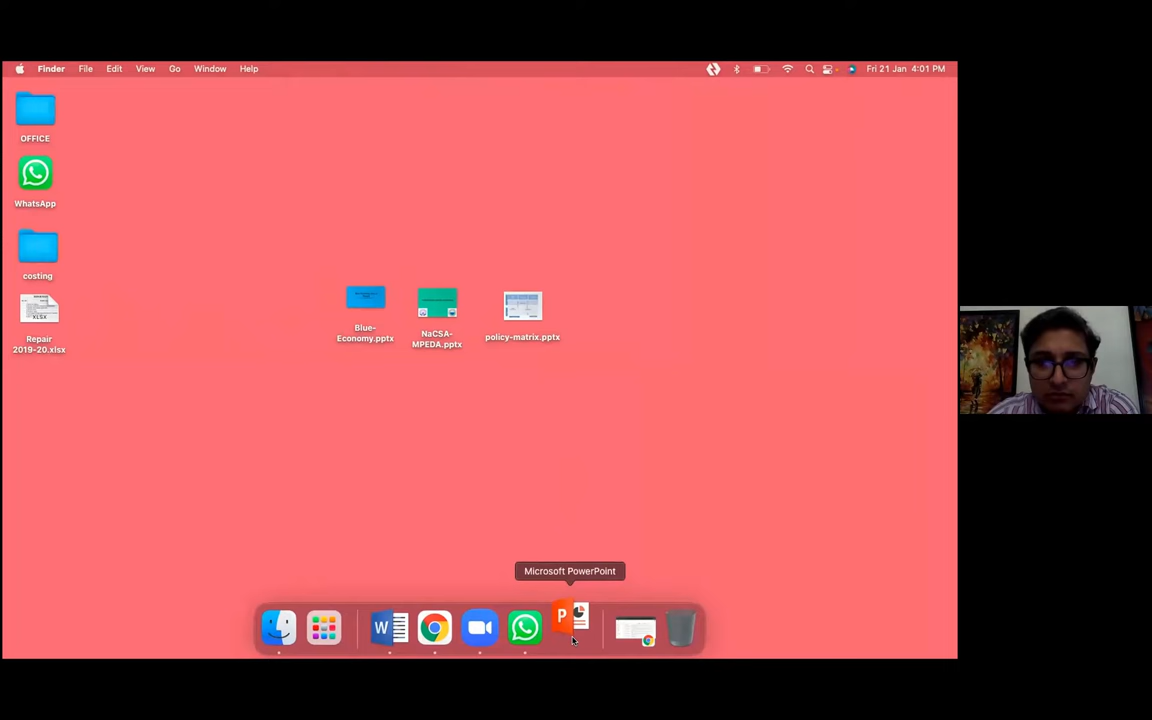 Finder File Edit View Go Window Help
Fri 21 Jan 4:01 PM
OFFICE
WhatsApp
costing
XLSX
Repair
2019-20.xlsx
Blue-
Economy.pptx
NaCSA-
MPEDA.pptx
policy-matrix.pptx
Microsoft PowerPoint
W
P